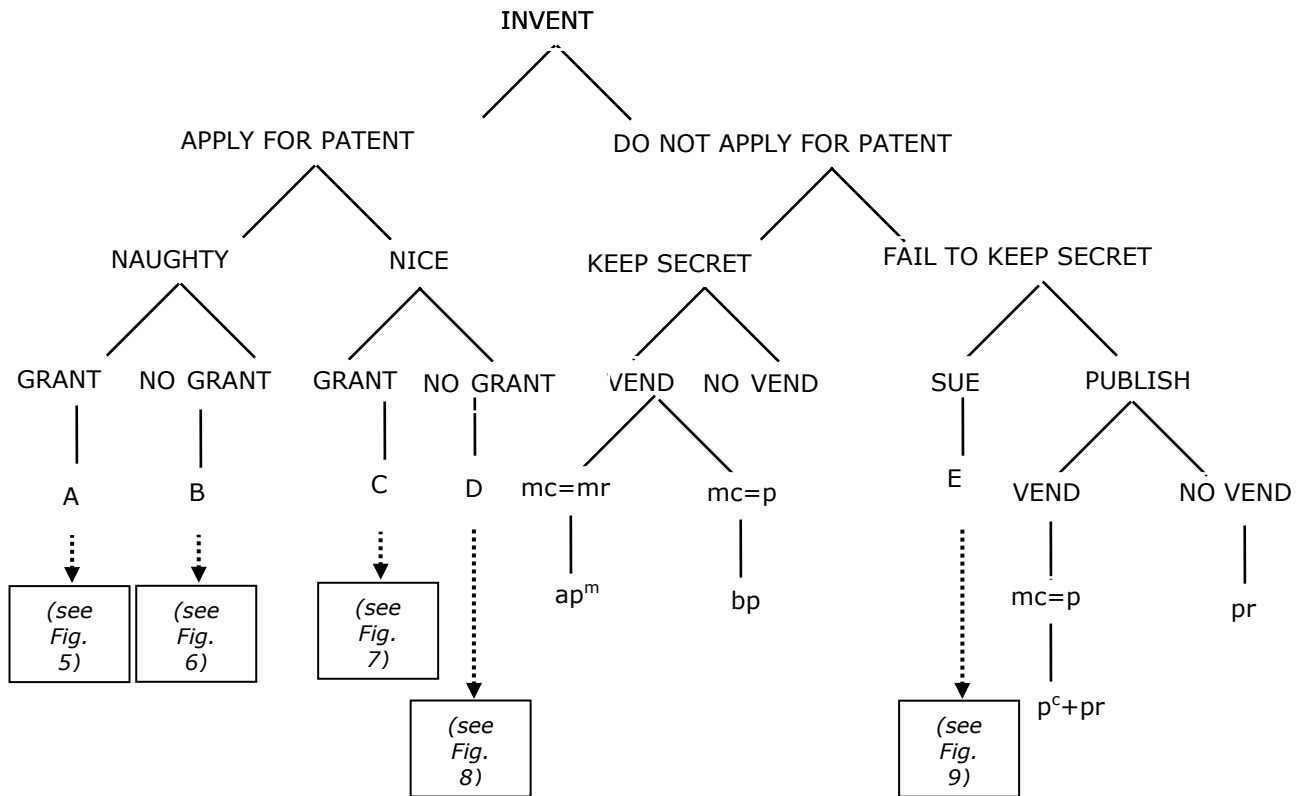 INVENT
APPLY FOR PATENT
DO NOT APPLY FOR PATENT
NAUGHTY
NICE
KEEP SECRET
FAIL TO KEEP SECRET
GRANT
NO GRANT
GRANT
NO GRANT
VEND
NO VEND
SUE
PUBLISH
A
B
C
D
mc=mr
mc=p
E
VEND
NO VEND
(see
Fig.
5)
(see
Fig.
6)
(see
Fig.
7)
apᵐ
bp
mc=p
pr
(see
Fig.
8)
(see
Fig.
9)
pᶜ+pr